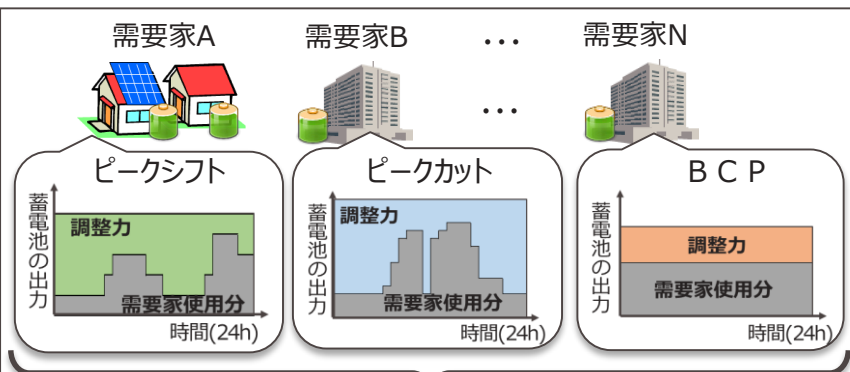 需要家A
需要家B
...
需要家N
...
ピークシフト
蓄電池の出力
調整力
需要家使用分
時間(24h)
ピークカット
蓄電池の出力
調整力
需要家使用分
時間(24h)
ＢＣＰ
蓄電池の出力
調整力
需要家使用分
時間(24h)